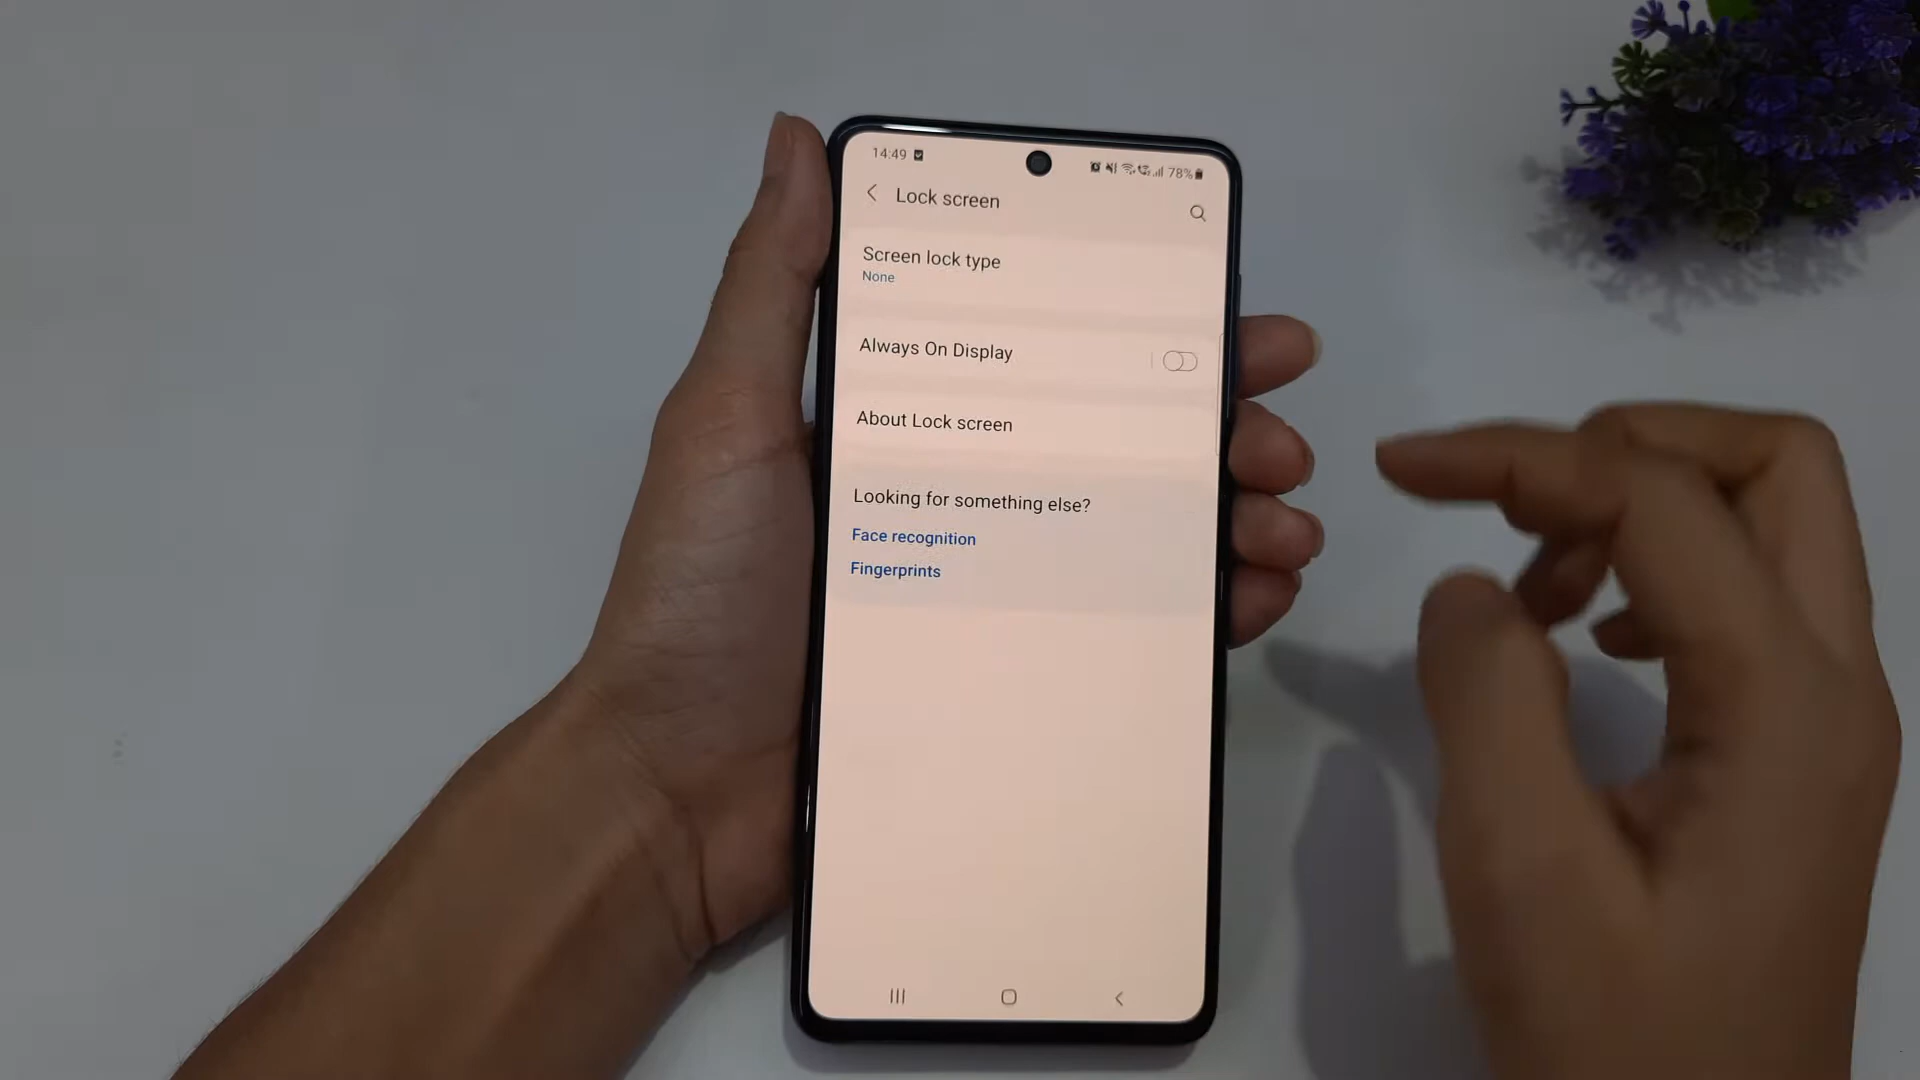 14:49
78%
Lock screen
Screen lock type
None
Always On Display
About Lock screen
Looking for something else?
Face recognition
Fingerprints